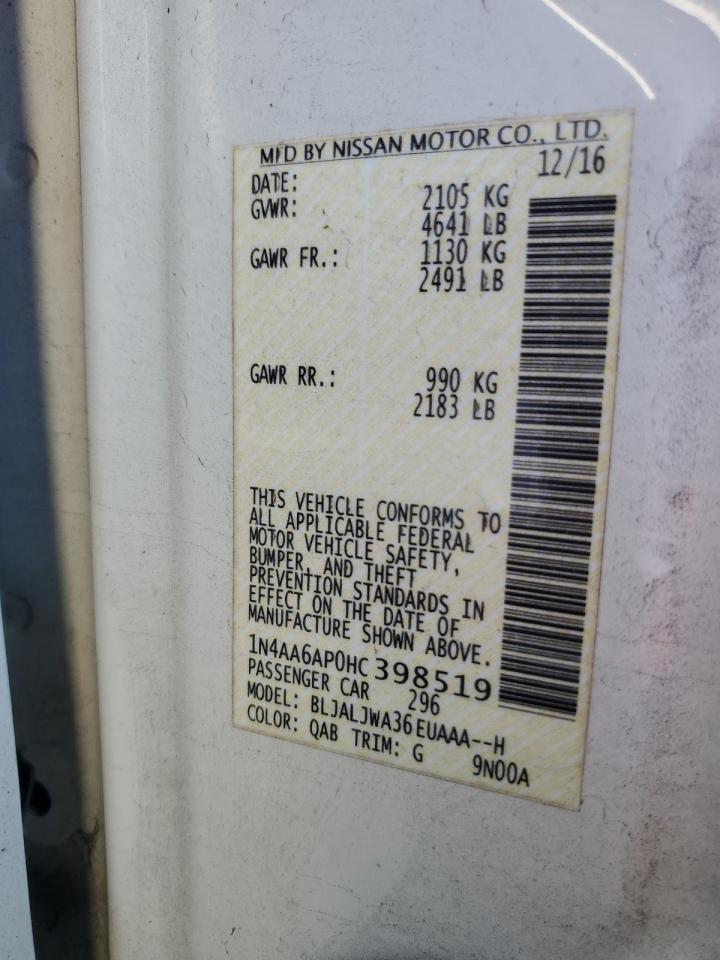 MFD BY NISSAN MOTOR CO., LTD.
DATE: 12/16
GVWR: 2105 KG
4641 LB
GAWR FR.: 1130 KG
2491 LB
GAWR RR.: 990 KG
2183 LB
THIS VEHICLE CONFORMS TO
ALL APPLICABLE FEDERAL
MOTOR VEHICLE SAFETY,
BUMPER, AND THEFT
PREVENTION STANDARDS IN
EFFECT ON THE DATE OF
MANUFACTURE SHOWN ABOVE.
1N4AA6AP0HC398519
PASSENGER CAR 296
MODEL: BLJALJWA36EUAAA--H
COLOR: QAB TRIM: G 9N00A